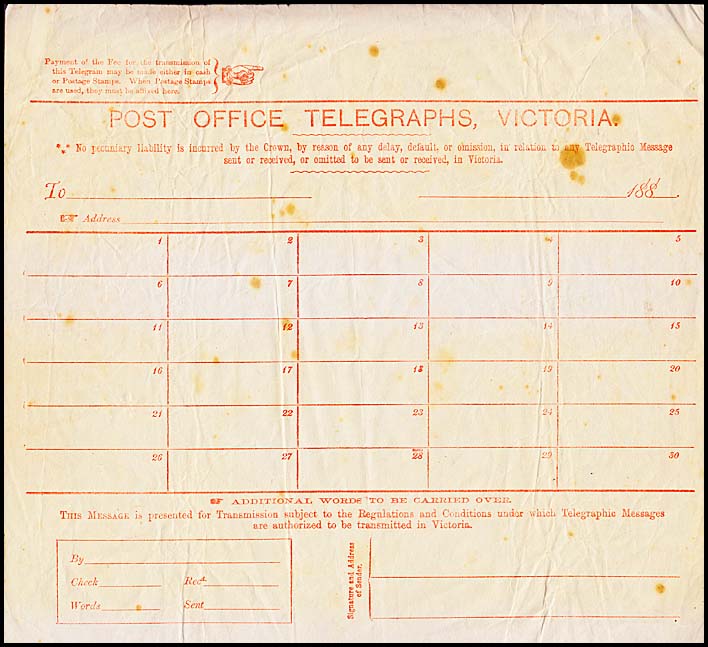 Payment of the Fee for the transmission of
this Telegram may be made either in cash
or Postage Stamps. When Postage Stamps
are used, they must be affixed here.
POST OFFICE TELEGRAPHS, VICTORIA.
*** No pecuniary liability is incurred by the Crown, by reason of any delay, default, or omission, in relation to any Telegraphic Message
sent or received, or omitted to be sent or received, in Victoria.
To 188
Address
1 2 3 4 5
6 7 8 9 10
11 12 13 14 15
16 17 18 19 20
21 22 23 24 25
26 27 28 29 30
ADDITIONAL WORDS TO BE CARRIED OVER.
THIS MESSAGE is presented for Transmission subject to the Regulations and Conditions under which Telegraphic Messages
are authorized to be transmitted in Victoria.
By
Check Recd.
Words Sent
Signature and Address
of Sender.